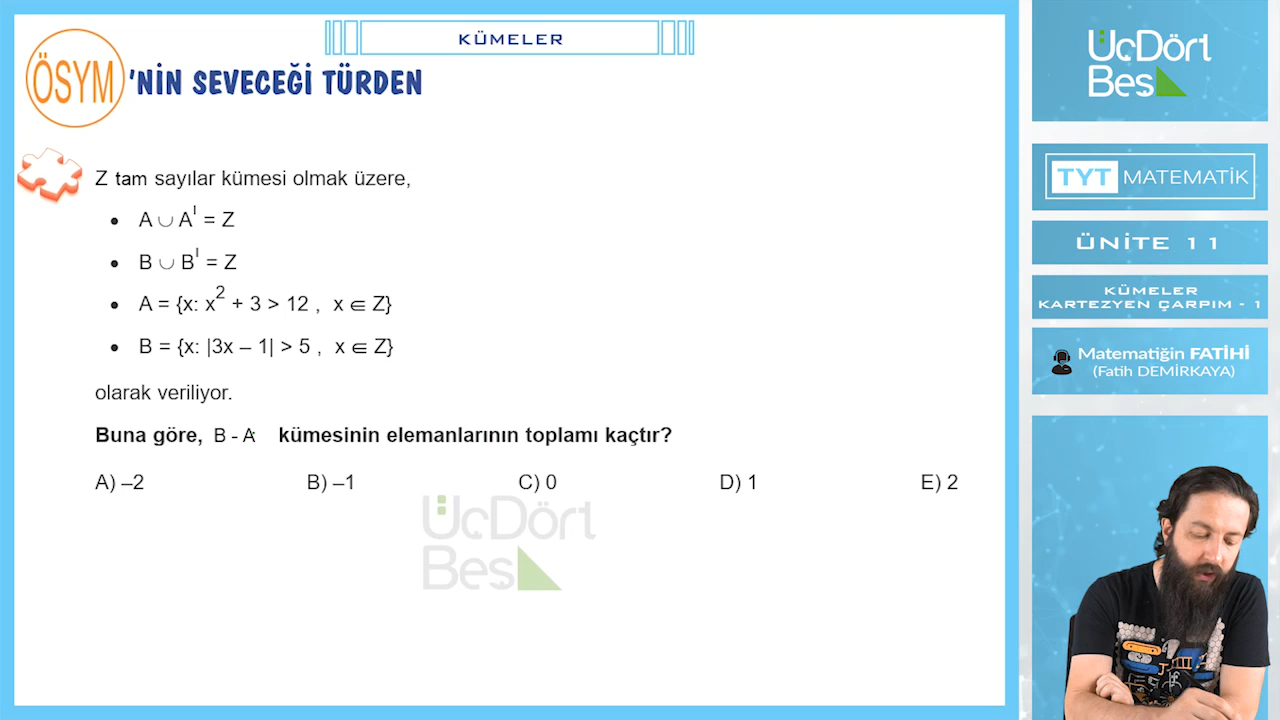 KÜMELER
ÖSYM'NİN SEVECEĞİ TÜRDEN
Z tam sayılar kümesi olmak üzere,
• A ∪ Aᴵ = Z
• B ∪ Bᴵ = Z
• A = {x: x² + 3 > 12 , x ∈ Z}
• B = {x: |3x – 1| > 5 , x ∈ Z}
olarak veriliyor.
Buna göre, B - A kümesinin elemanlarının toplamı kaçtır?
A) –2 B) –1 C) 0 D) 1 E) 2
ÜçDört
Beş
ÜçDört
Beş
TYT MATEMATİK
ÜNİTE 11
KÜMELER
KARTEZYEN ÇARPIM - 1
Matematiğin FATİHİ
(Fatih DEMİRKAYA)